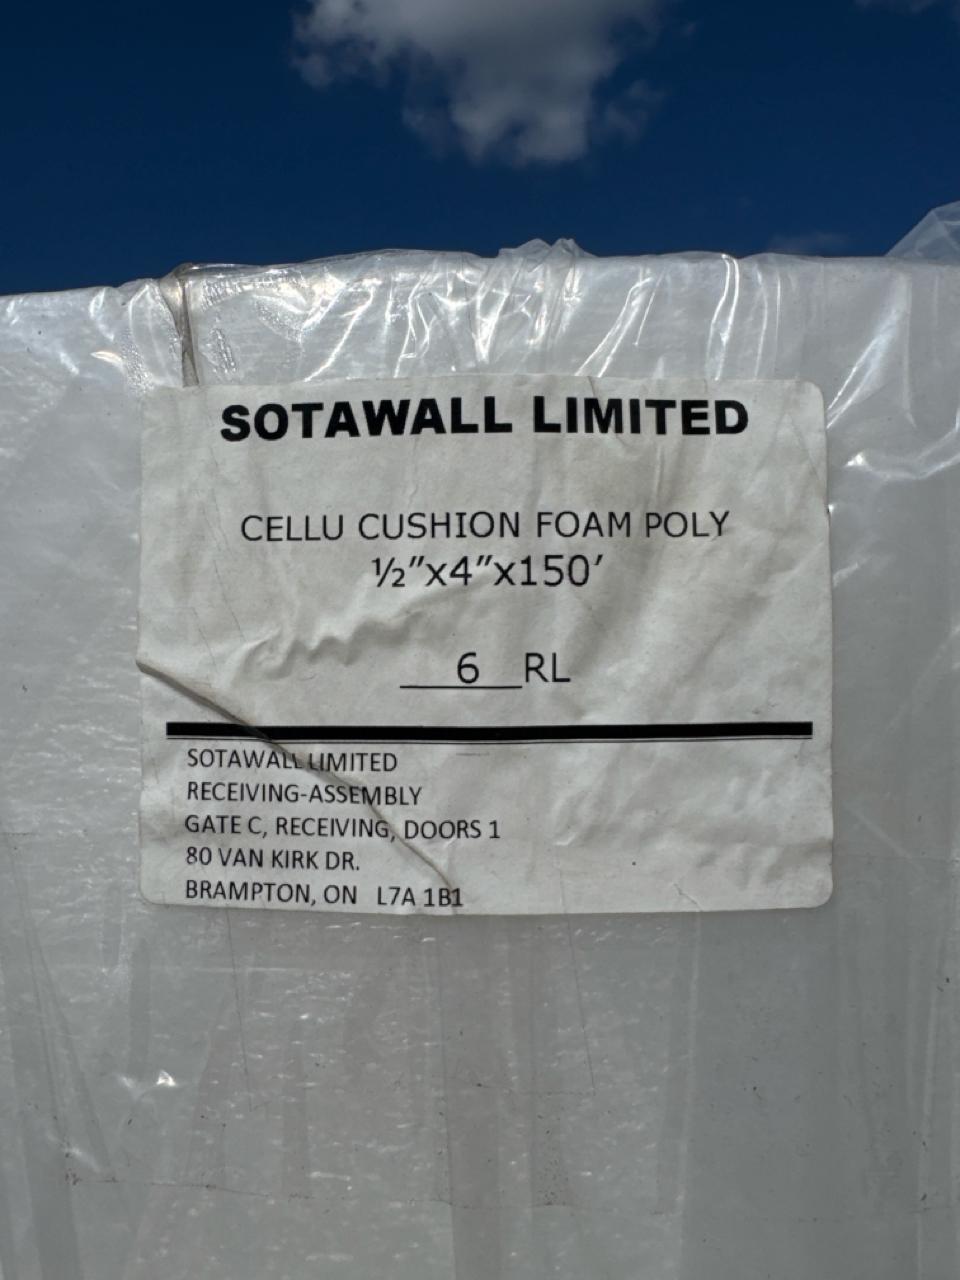 SOTAWALL LIMITED
CELLU CUSHION FOAM POLY
½”x4”x150’
6 RL
SOTAWALL LIMITED
RECEIVING-ASSEMBLY
GATE C, RECEIVING, DOORS 1
80 VAN KIRK DR.
BRAMPTON, ON L7A 1B1